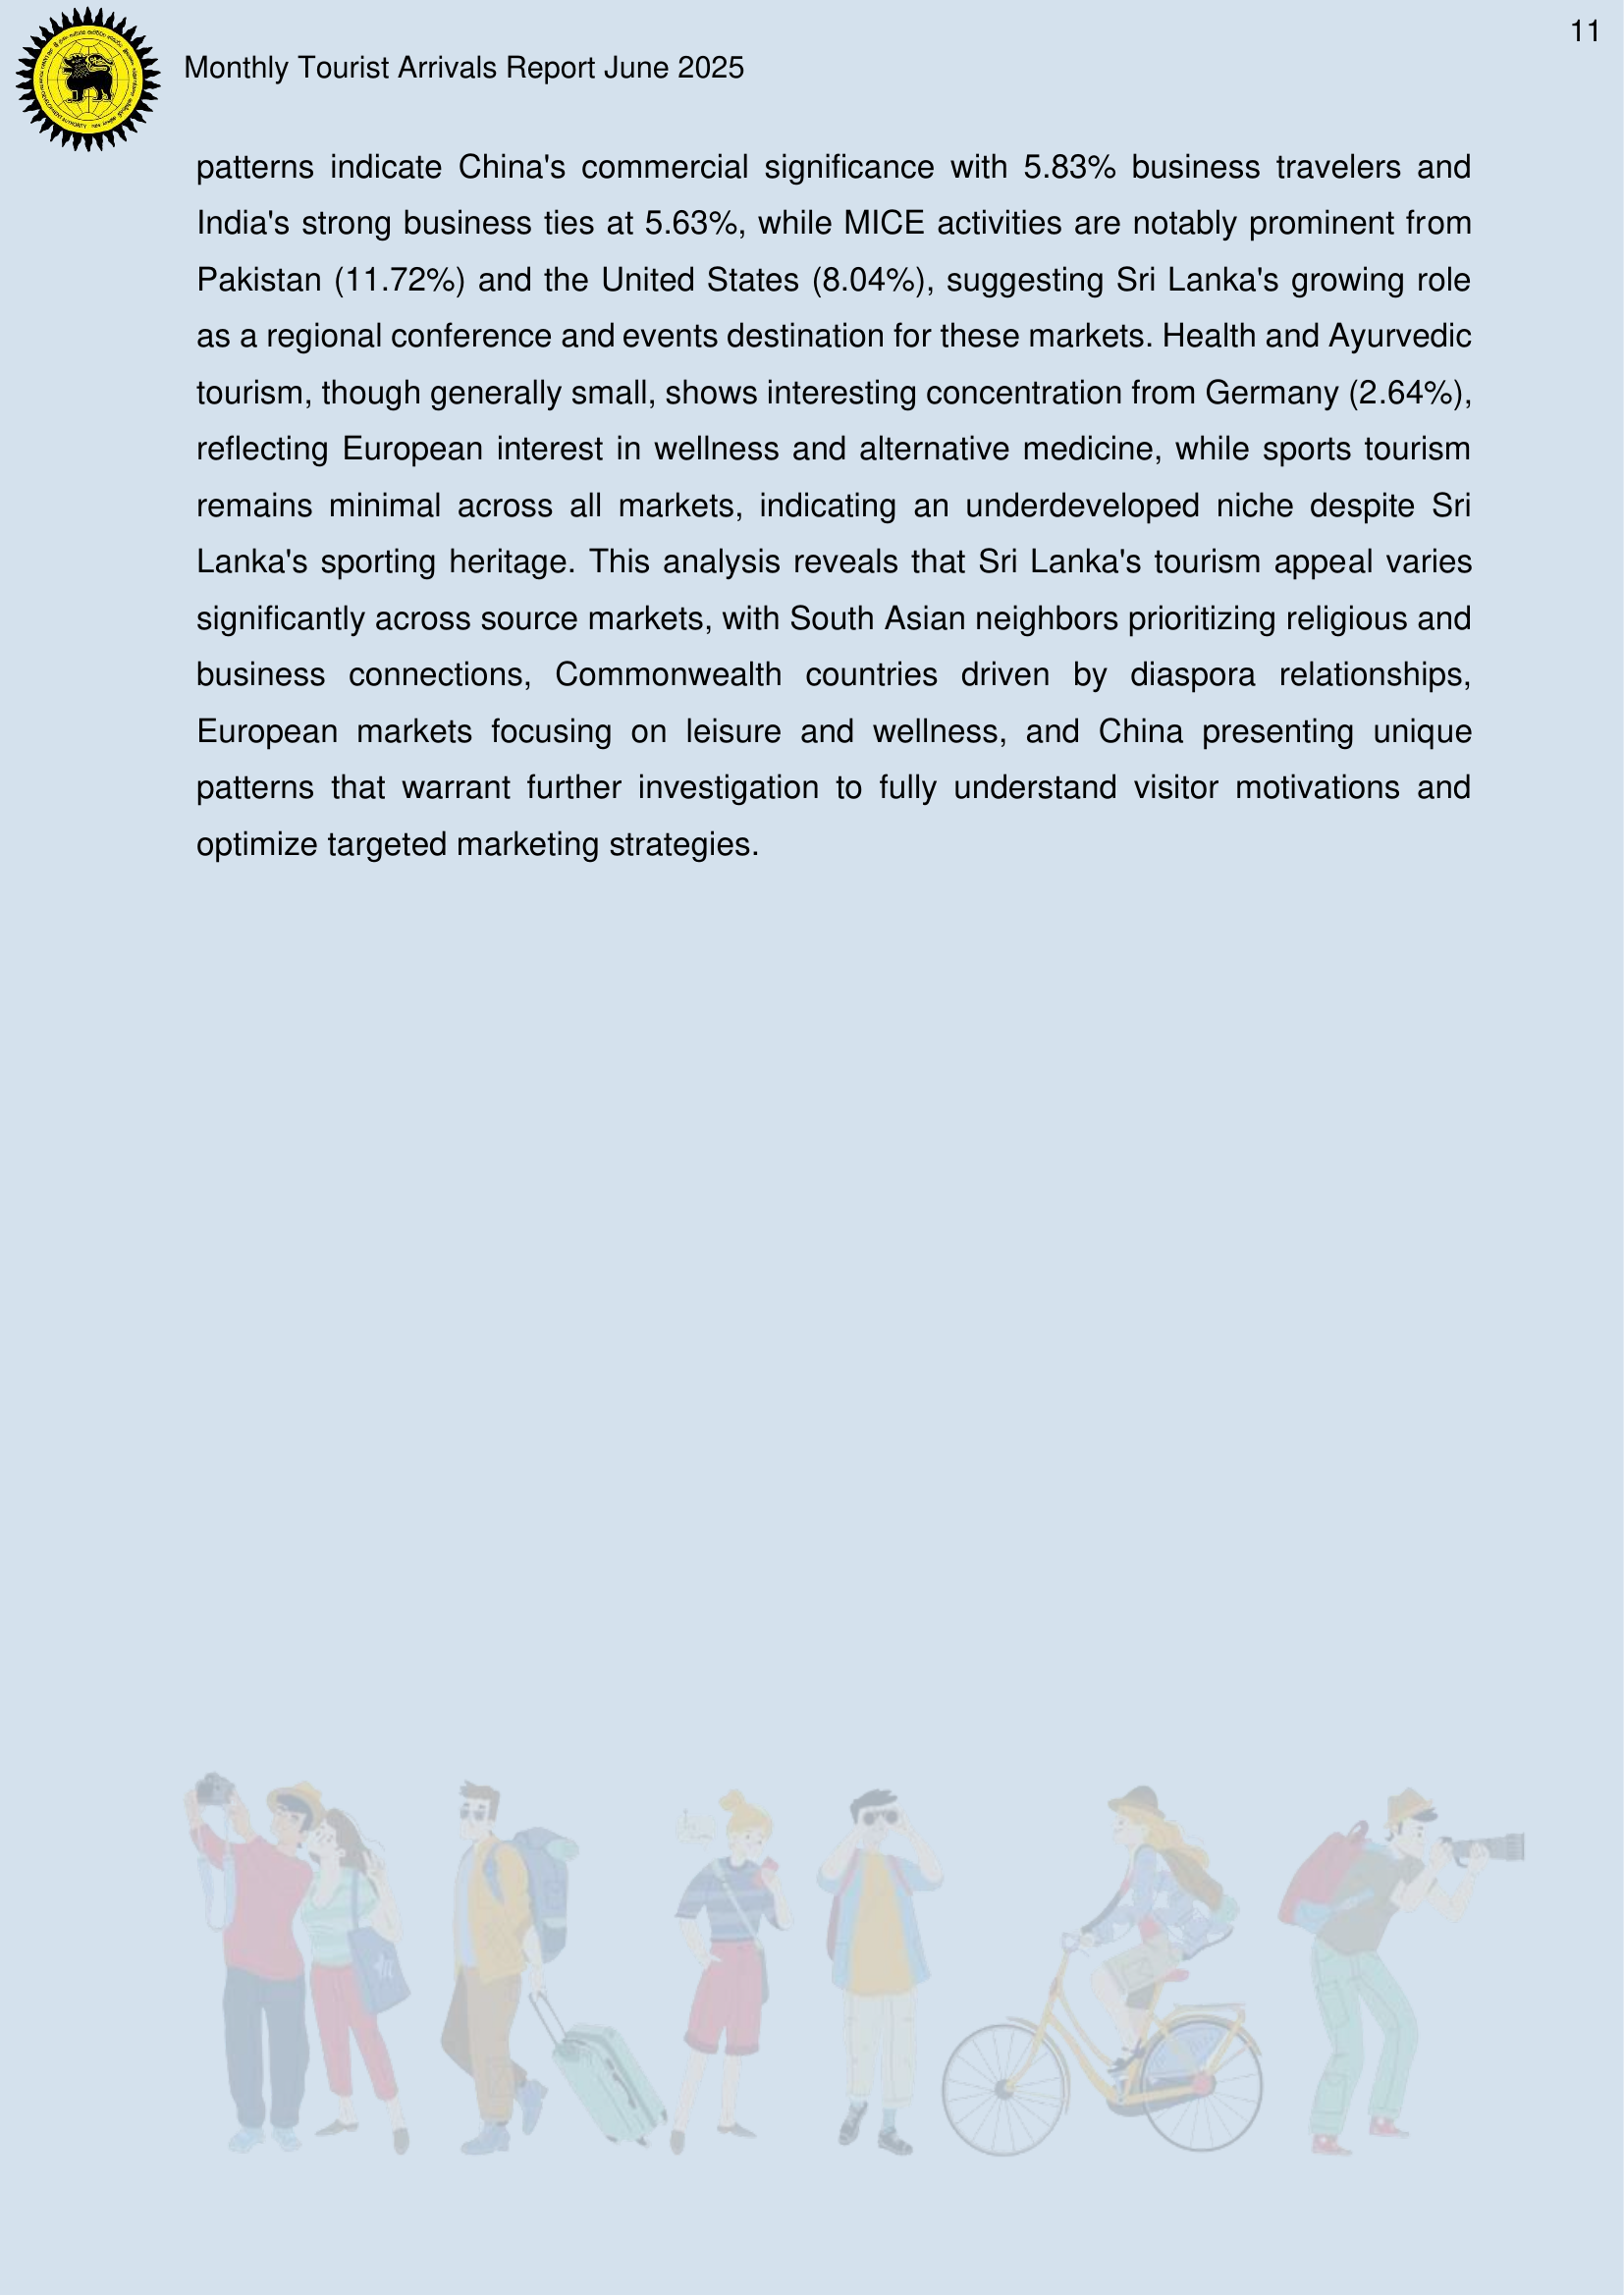 11
Monthly Tourist Arrivals Report June 2025
patterns indicate China's commercial significance with 5.83% business travelers and
India's strong business ties at 5.63%, while MICE activities are notably prominent from
Pakistan (11.72%) and the United States (8.04%), suggesting Sri Lanka's growing role
as a regional conference and events destination for these markets. Health and Ayurvedic
tourism, though generally small, shows interesting concentration from Germany (2.64%),
reflecting European interest in wellness and alternative medicine, while sports tourism
remains minimal across all markets, indicating an underdeveloped niche despite Sri
Lanka's sporting heritage. This analysis reveals that Sri Lanka's tourism appeal varies
significantly across source markets, with South Asian neighbors prioritizing religious and
business connections, Commonwealth countries driven by diaspora relationships,
European markets focusing on leisure and wellness, and China presenting unique
patterns that warrant further investigation to fully understand visitor motivations and
optimize targeted marketing strategies.